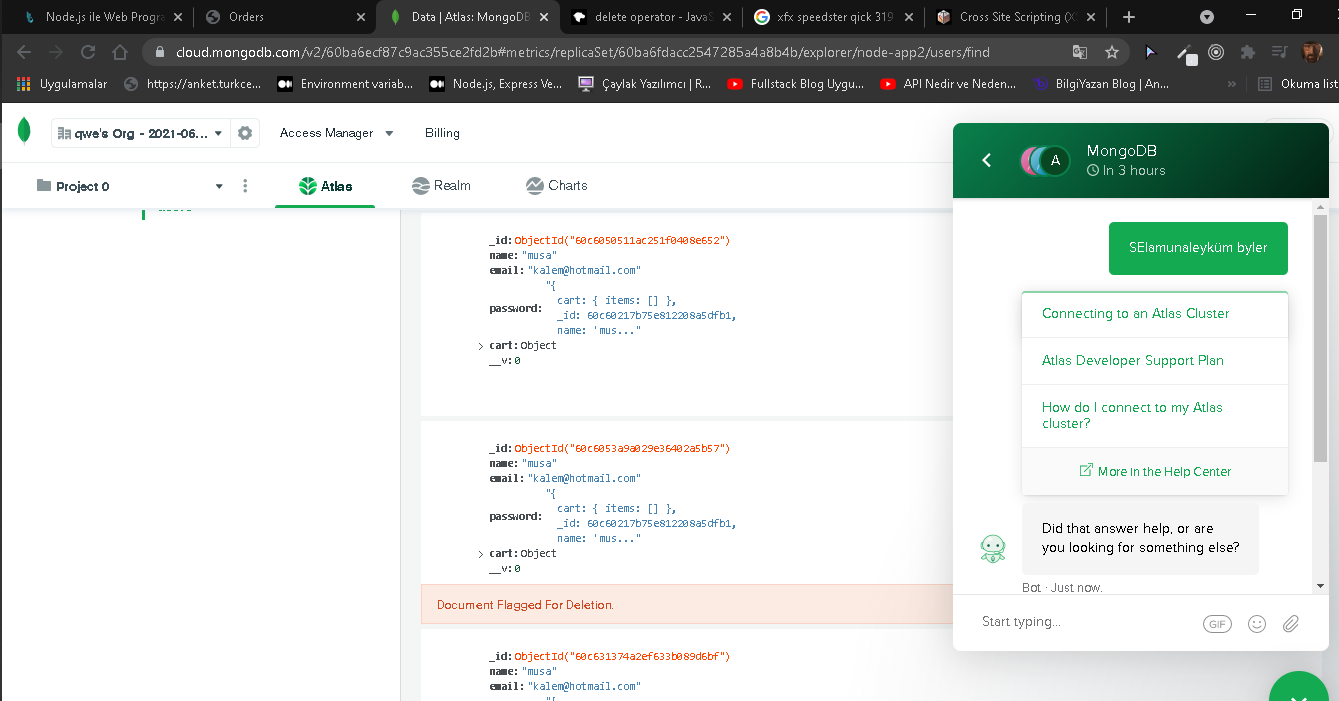 Node.js ile Web Progra
Orders
Data | Atlas: MongoDB
delete operator - JavaS
xfx speedster qick 319
Cross Site Scripting (X
cloud.mongodb.com/v2/60ba6ecf87c9ac355ce2fd2b#metrics/replicaSet/60ba6fdacc2547285a4a8b4b/explorer/node-app2/users/find
Uygulamalar
https://anket.turkce...
Environment variab...
Node.js, Express Ve...
Çaylak Yazılımcı | R...
Fullstack Blog Uygu...
API Nedir ve Neden...
BilgiYazan Blog | An...
»
Okuma list
qwe's Org - 2021-06...
Access Manager
Billing
Project 0
Atlas
Realm
Charts
users
_id: ObjectId("60c6050511ac251f0408e652")
name: "musa"
email: "kalem@hotmail.com"
"{
cart: { items: [] },
password:
_id: 60c60217b75e812208a5dfb1,
name: 'mus..."
> cart: Object
__v: 0
_id: ObjectId("60c6053a9a029e36402a5b57")
name: "musa"
email: "kalem@hotmail.com"
"{
cart: { items: [] },
password:
_id: 60c60217b75e812208a5dfb1,
name: 'mus..."
> cart: Object
__v: 0
Document Flagged For Deletion.
_id: ObjectId("60c631374a2ef633b089d6bf")
name: "musa"
email: "kalem@hotmail.com"
"{
A
MongoDB
In 3 hours
SElamunaleyküm byler
Connecting to an Atlas Cluster
Atlas Developer Support Plan
How do I connect to my Atlas
cluster?
More in the Help Center
Did that answer help, or are
you looking for something else?
Bot · Just now.
Start typing...
GIF